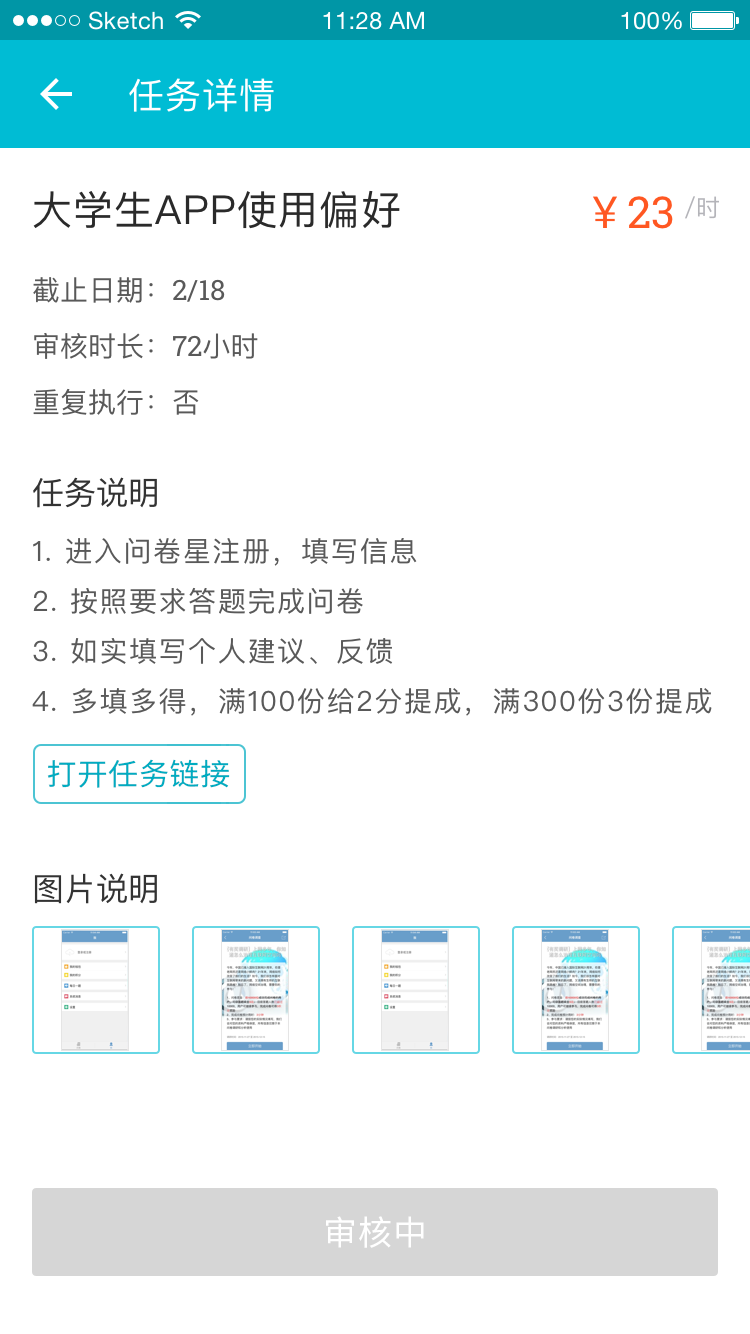 Sketch 11:28 AM 100%
任务详情
大学生APP使用偏好 ¥ 23 /时
截止日期：2/18
审核时长：72小时
重复执行：否
任务说明
1. 进入问卷星注册，填写信息
2. 按照要求答题完成问卷
3. 如实填写个人建议、反馈
4. 多填多得，满100份给2分提成，满300份3份提成
打开任务链接
图片说明
审核中